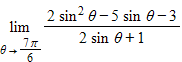 lim θ→7π/6 (2 sin² θ − 5 sin θ − 3)/(2 sin θ + 1)